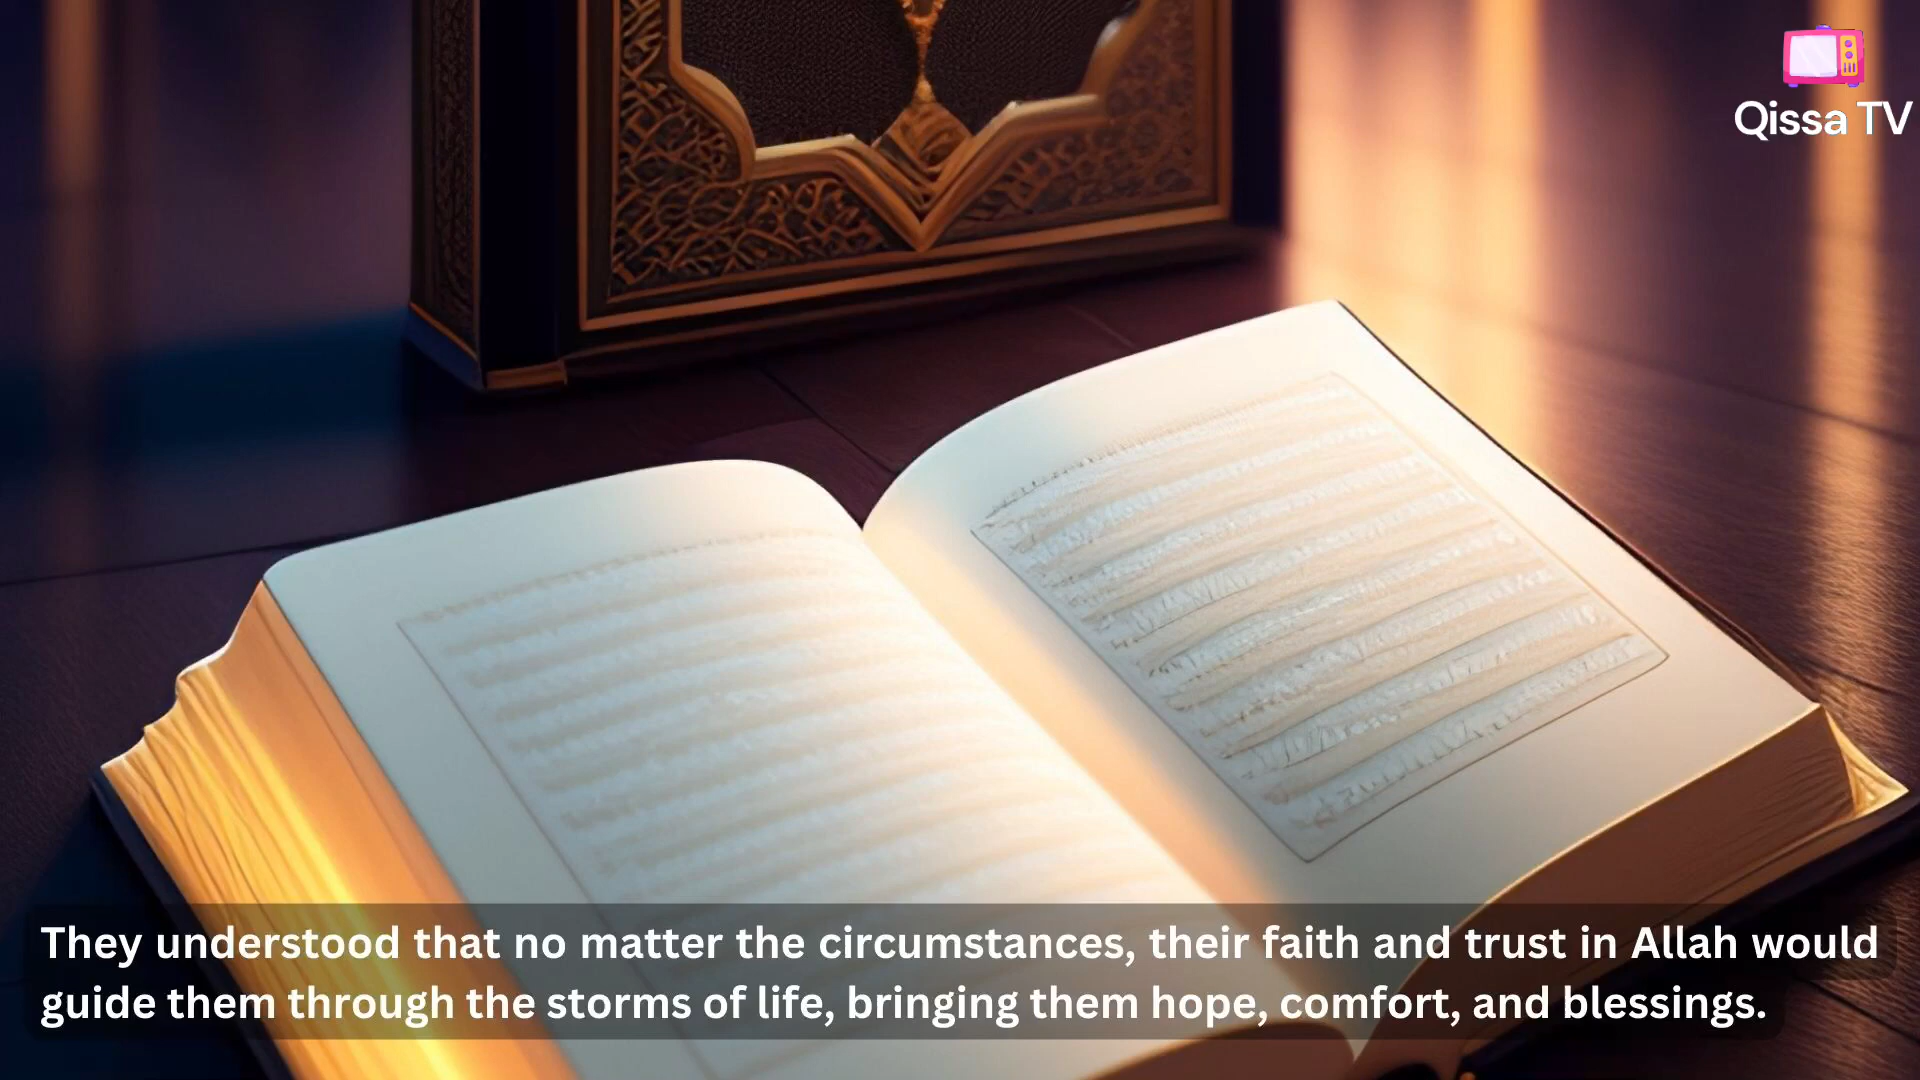 Qissa TV
They understood that no matter the circumstances, their faith and trust in Allah would
guide them through the storms of life, bringing them hope, comfort, and blessings.